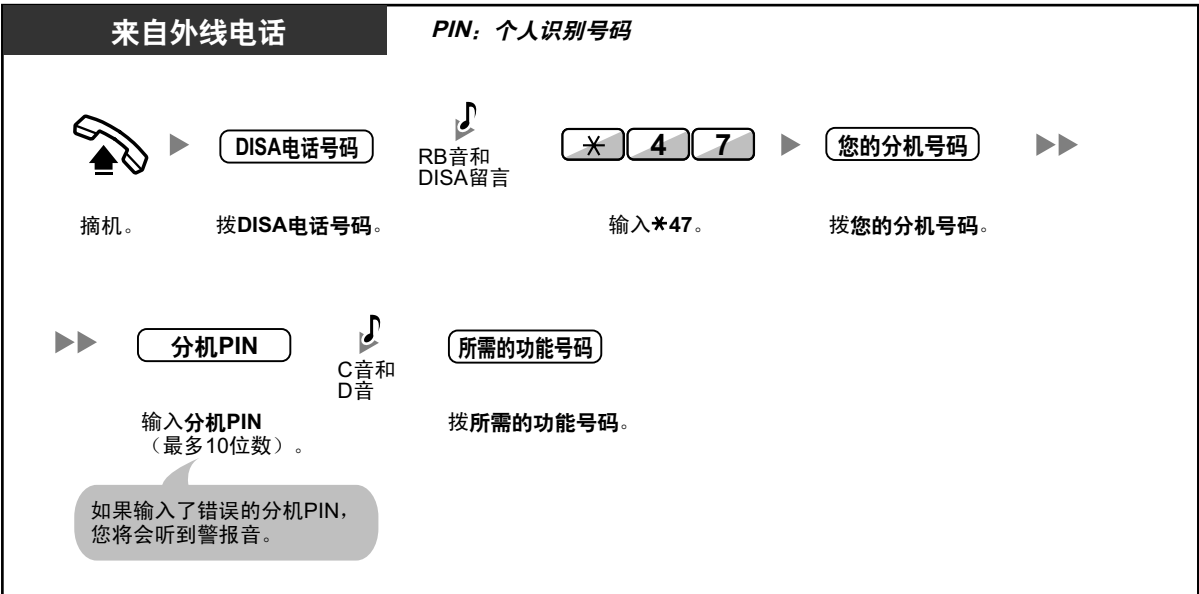 来自外线电话
PIN：个人识别号码
DISA电话号码
RB音和
DISA留言
* 4 7
您的分机号码
摘机。
拨DISA电话号码。
输入*47。
拨您的分机号码。
分机PIN
C音和
D音
所需的功能号码
输入分机PIN
（最多10位数）。
拨所需的功能号码。
如果输入了错误的分机PIN，
您将会听到警报音。